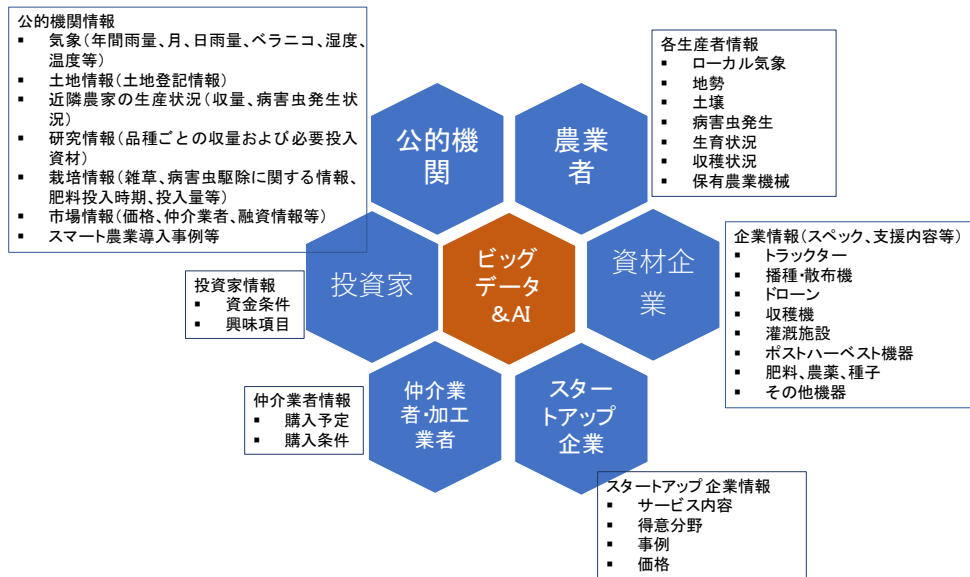 公的機関情報
▪ 気象(年間雨量、月、日雨量、ベラニコ、湿度、
温度等)
▪ 土地情報(土地登記情報)
▪ 近隣農家の生産状況(収量、病害虫発生状
況)
▪ 研究情報(品種ごとの収量および必要投入
資材)
▪ 栽培情報(雑草、病害虫駆除に関する情報、
肥料投入時期、投入量等)
▪ 市場情報(価格、仲介業者、融資情報等)
▪ スマート農業導入事例等
公的機
関
農業
者
各生産者情報
▪ ローカル気象
▪ 地勢
▪ 土壌
▪ 病害虫発生
▪ 生育状況
▪ 収穫状況
▪ 保有農業機械
投資家情報
▪ 資金条件
▪ 興味項目
投資家
ビッグ
データ
&AI
資材企
業
企業情報(スペック、支援内容等)
▪ トラックター
▪ 播種・散布機
▪ ドローン
▪ 収穫機
▪ 灌漑施設
▪ ポストハーベスト機器
▪ 肥料、農薬、種子
▪ その他機器
仲介業者情報
▪ 購入予定
▪ 購入条件
仲介業
者・加工
業者
スター
トアップ
企業
スタートアップ企業情報
▪ サービス内容
▪ 得意分野
▪ 事例
▪ 価格